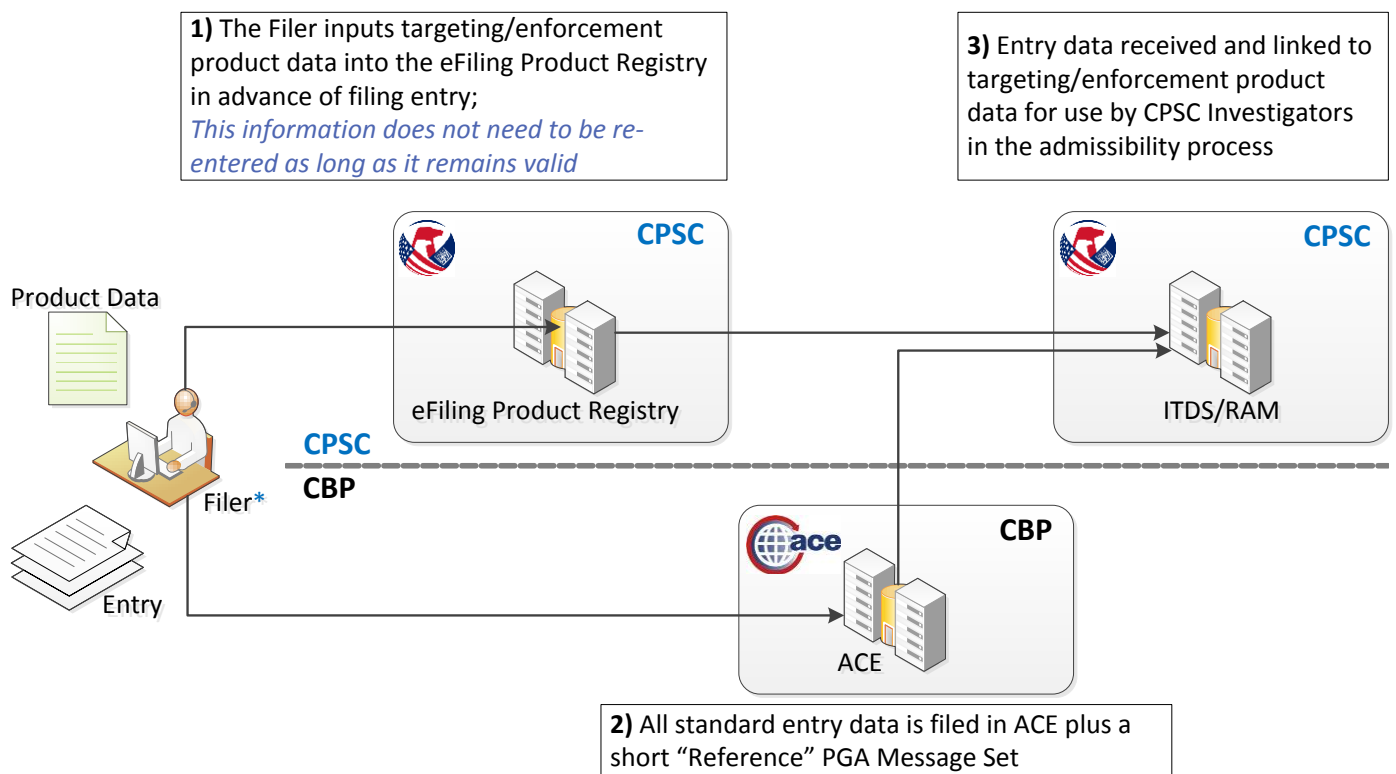 1) The Filer inputs targeting/enforcement
product data into the eFiling Product Registry
in advance of filing entry;
This information does not need to be re-
entered as long as it remains valid
3) Entry data received and linked to
targeting/enforcement product
data for use by CPSC Investigators
in the admissibility process
CPSC
CPSC
Product Data
eFiling Product Registry
ITDS/RAM
CPSC
CBP
Filer*
Entry
ace
CBP
ACE
2) All standard entry data is filed in ACE plus a
short “Reference” PGA Message Set